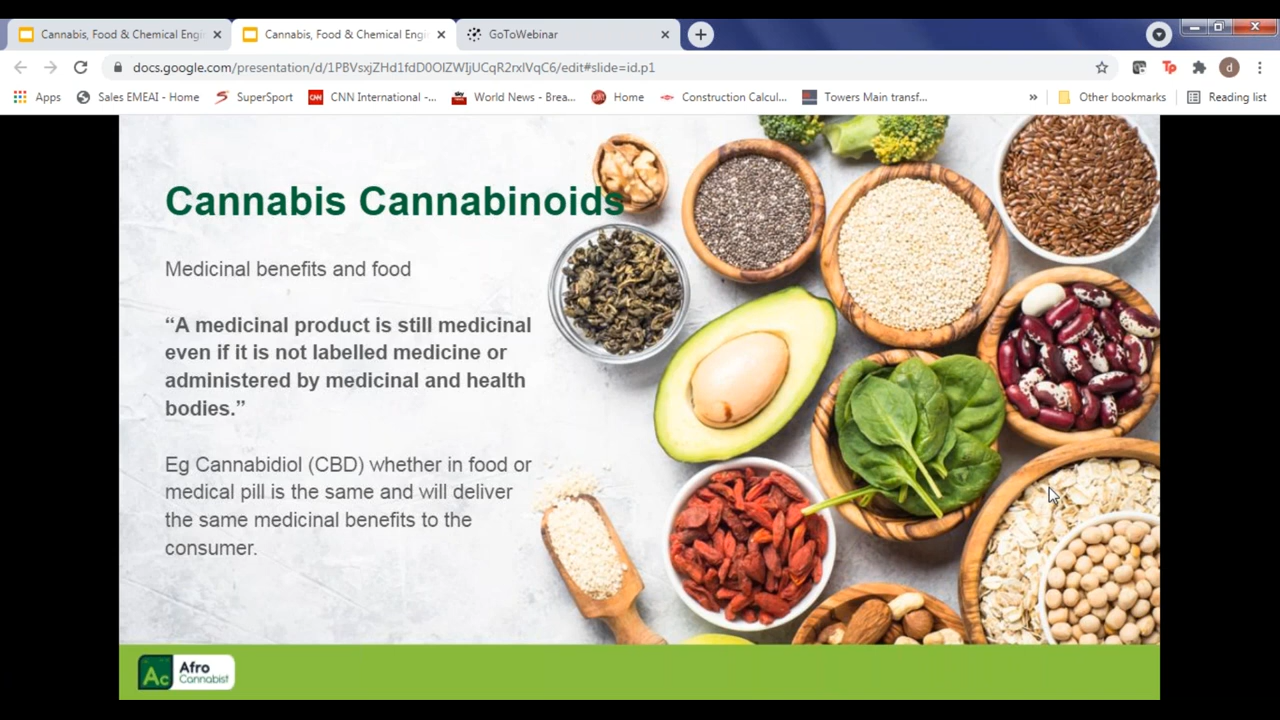 Cannabis, Food & Chemical Engi
Cannabis, Food & Chemical Engi
GoToWebinar
docs.google.com/presentation/d/1PBVsxjZHd1fdD0OlZWIjUCqR2rxlVqC6/edit#slide=id.p1
Tp
d
Apps
Sales EMEAI - Home
SuperSport
CNN International -...
World News - Brea...
Home
Construction Calcul...
Towers Main transf...
»
Other bookmarks
Reading list
Cannabis Cannabinoids
Medicinal benefits and food
“A medicinal product is still medicinal
even if it is not labelled medicine or
administered by medicinal and health
bodies.”
Eg Cannabidiol (CBD) whether in food or
medical pill is the same and will deliver
the same medicinal benefits to the
consumer.
Ac
Afro
Cannabist